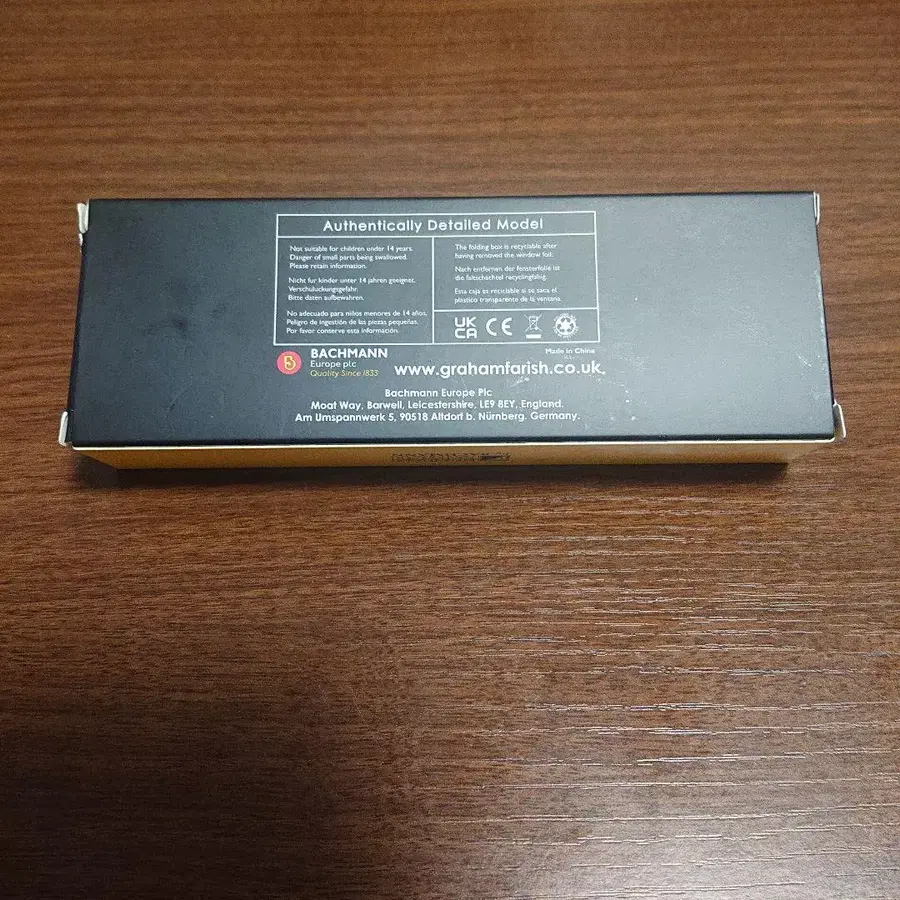 Authentically Detailed Model
Not suitable for children under 14 years.
Danger of small parts being swallowed.
Please retain information.
Nicht fur kinder unter 14 jahren geeignet.
Verschuluckungsgefahr.
Bitte daten aufbewahren.
No adecuado para niños menores de 14 años.
Peligro de ingestión de las piezas pequeñas.
Por favor conserve esta información.
The folding box is recyclable after
having removed the window foil.
Nach entfernen der fensterfolie ist
die faltschachtel recyclingfähig.
Esta caja es reciclable si se saca el
plastico transparente de la ventana
UK
CA
CE
Made in China
BACHMANN
Europe plc
Quality Since 1833
www.grahamfarish.co.uk
Bachmann Europe Plc
Moat Way, Barwell, Leicestershire, LE9 8EY, England.
Am Umspannwerk 5, 90518 Altdorf b. Nürnberg. Germany.